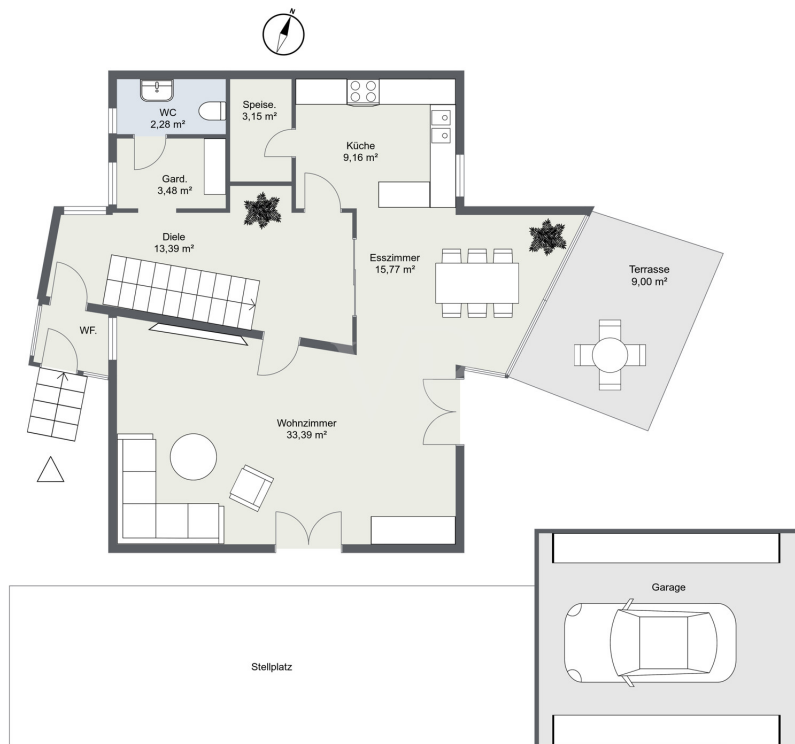 N
WC
2,28 m²
Speise.
3,15 m²
Küche
9,16 m²
Gard.
3,48 m²
Diele
13,39 m²
Esszimmer
15,77 m²
Terrasse
9,00 m²
WF.
Wohnzimmer
33,39 m²
Garage
Stellplatz